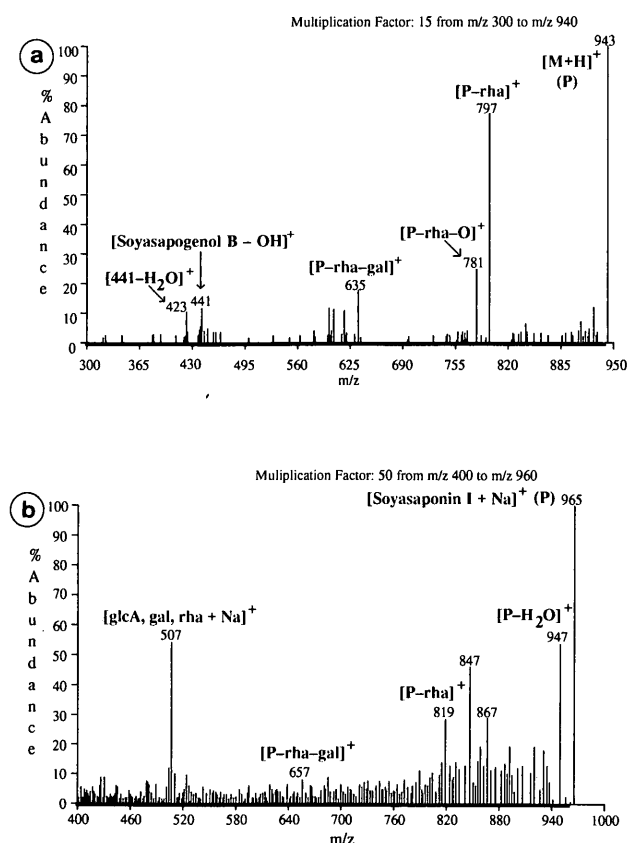 Multiplication Factor: 15 from m/z 300 to m/z 940
a
943
[M+H]+
(P)
[P–rha]+
797
[P–rha–O]+
781
[Soyasapogenol B – OH]+
[441–H2O]+
[P–rha–gal]+
423
441
635
% Abundance
100
90
80
70
60
50
40
30
20
10
0
300 365 430 495 560 625 690 755 820 885 950
m/z
Muliplication Factor: 50 from m/z 400 to m/z 960
b
[Soyasaponin I + Na]+ (P) 965
[glcA, gal, rha + Na]+
507
[P–H2O]+
947
847
[P–rha]+
819
867
[P–rha–gal]+
657
% Abundance
100
90
80
70
60
50
40
30
20
10
0
400 460 520 580 640 700 760 820 880 940 1000
m/z